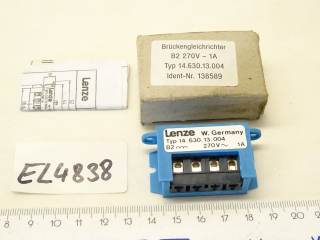 Lenze
Brückengleichrichter
B2 270V ~ 1A
Typ 14.630.13.004
Ident-Nr. 138589
Lenze W. Germany
Typ 14.630.13.004
B2 270V~ 1A
EL4838